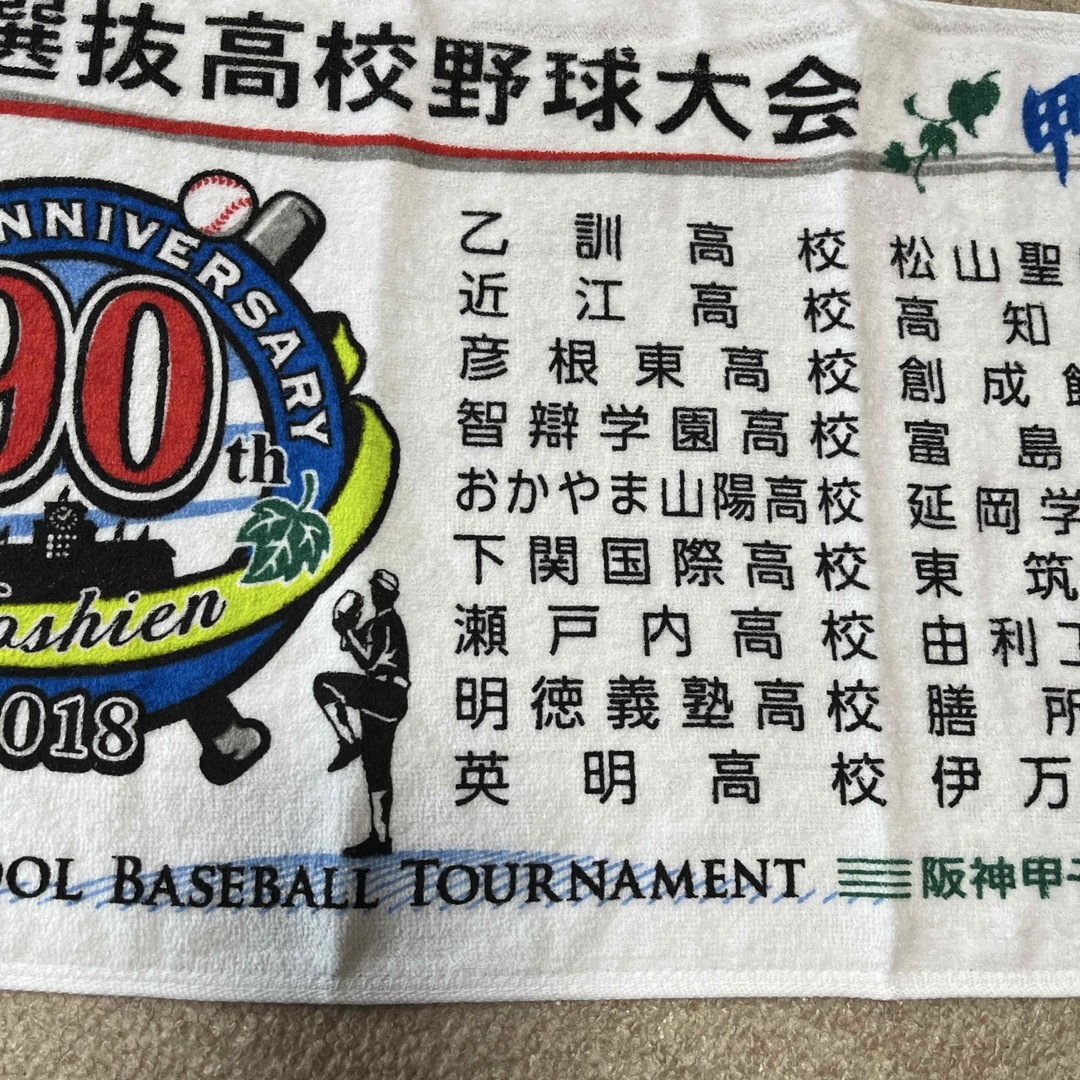 選抜高校野球大会
甲
ANNIVERSARY
90th
2018
乙訓高校
近江高校
彦根東高校
智辯学園高校
おかやま山陽高校
下関国際高校
瀬戸内高校
明徳義塾高校
英明高校
松山聖
高知
創成館
富島
延岡学
東筑
由利工
膳所
伊万
BASEBALL TOURNAMENT
阪神甲子